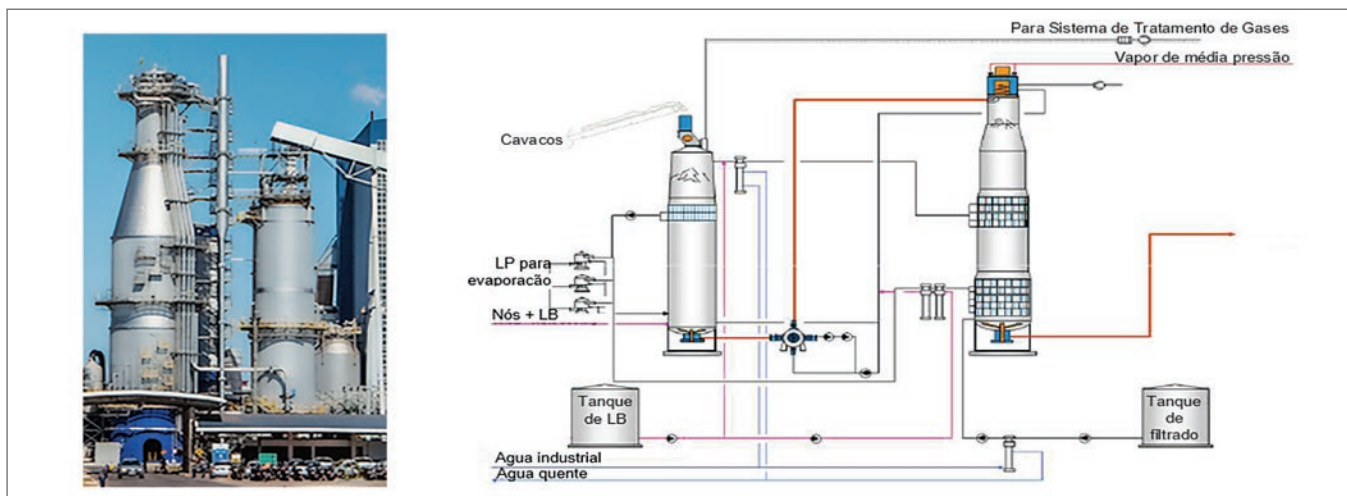 Para Sistema de Tratamento de Gases
Vapor de média pressão
Cavacos
LP para
evaporação
Nós + LB
Tanque
de LB
Tanque
de
filtrado
Agua industrial
Agua quente